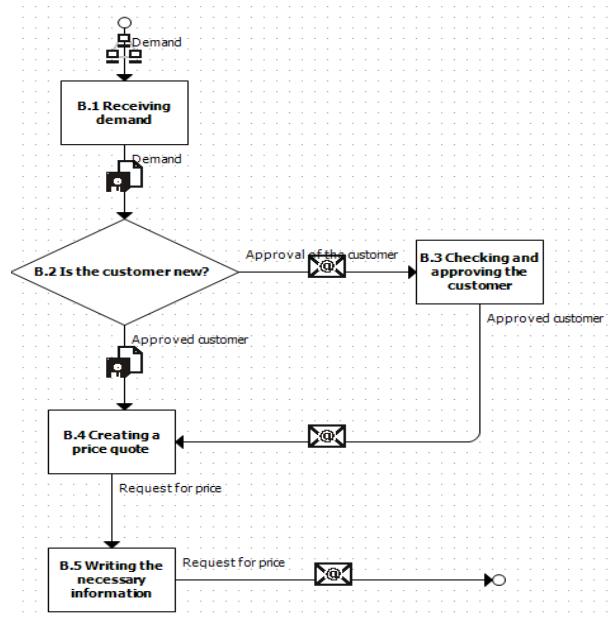 Demand
B.1 Receiving
demand
Demand
B.2 Is the customer new?
Approval of the customer
B.3 Checking and
approving the
customer
Approved customer
Approved customer
B.4 Creating a
price quote
Request for price
B.5 Writing the
necessary
information
Request for price